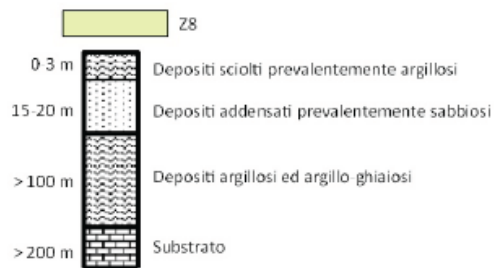 Z8
0-3 m Depositi sciolti prevalentemente argillosi
15-20 m Depositi addensati prevalentemente sabbiosi
>100 m Depositi argillosi ed argillo-ghiaiosi
>200 m Substrato